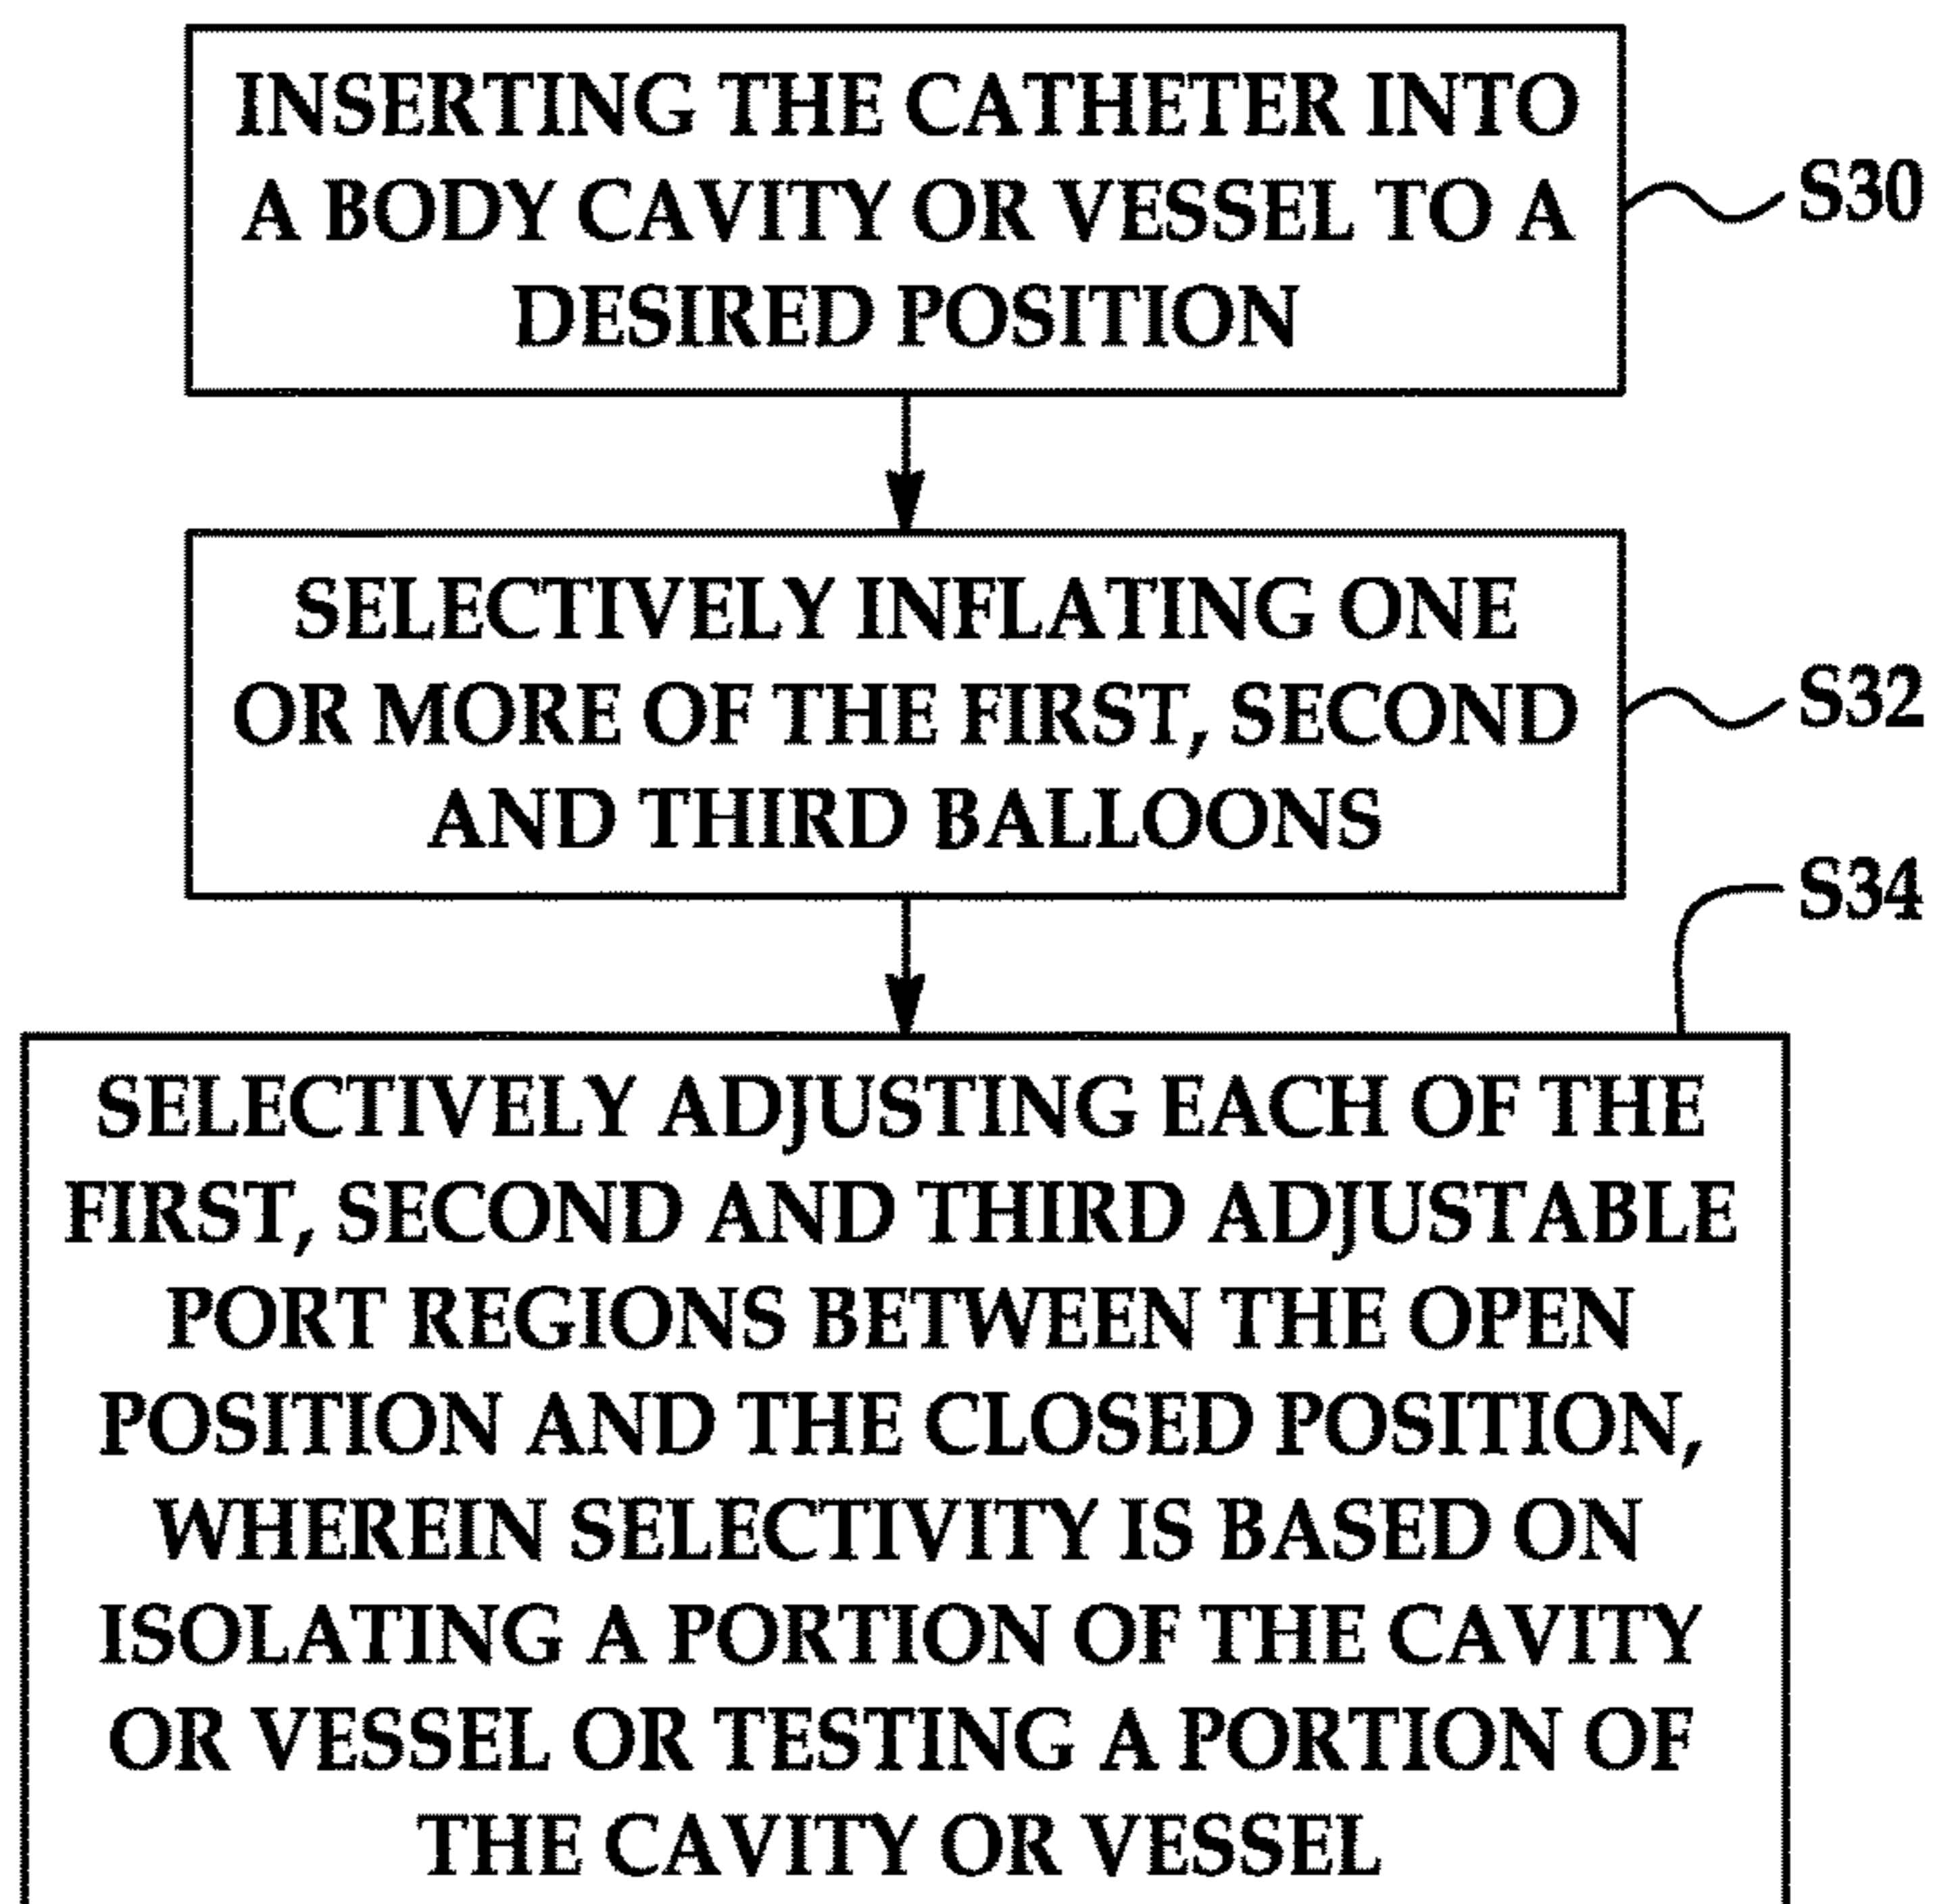 INSERTING THE CATHETER INTO
A BODY CAVITY OR VESSEL TO A
DESIRED POSITION
S30
SELECTIVELY INFLATING ONE
OR MORE OF THE FIRST, SECOND
AND THIRD BALLOONS
S32
S34
SELECTIVELY ADJUSTING EACH OF THE
FIRST, SECOND AND THIRD ADJUSTABLE
PORT REGIONS BETWEEN THE OPEN
POSITION AND THE CLOSED POSITION,
WHEREIN SELECTIVITY IS BASED ON
ISOLATING A PORTION OF THE CAVITY
OR VESSEL OR TESTING A PORTION OF
THE CAVITY OR VESSEL